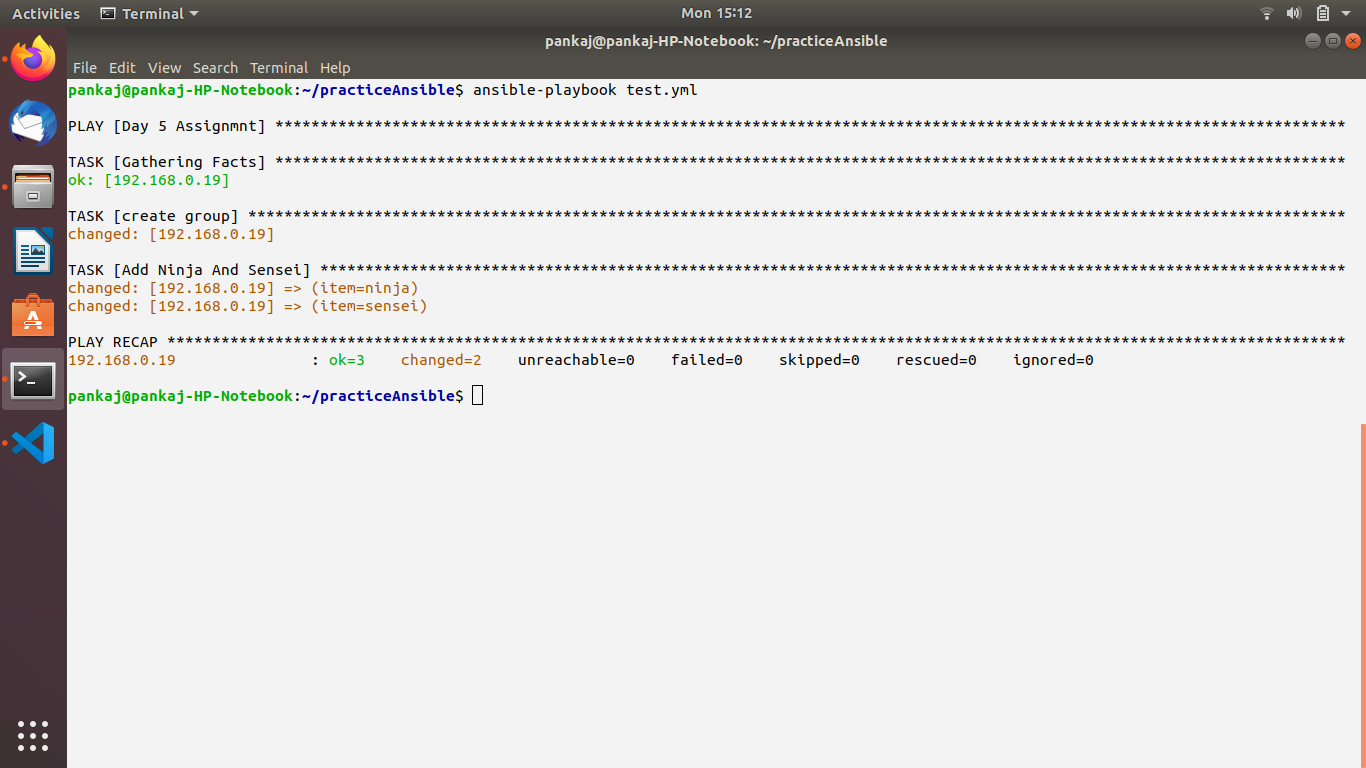 Activities Terminal Mon 15:12
pankaj@pankaj-HP-Notebook: ~/practiceAnsible
File Edit View Search Terminal Help
pankaj@pankaj-HP-Notebook:~/practiceAnsible$ ansible-playbook test.yml
PLAY [Day 5 Assignmnt] ***********************************************************************************************************************
TASK [Gathering Facts] ***********************************************************************************************************************
ok: [192.168.0.19]
TASK [create group] **************************************************************************************************************************
changed: [192.168.0.19]
TASK [Add Ninja And Sensei] ******************************************************************************************************************
changed: [192.168.0.19] => (item=ninja)
changed: [192.168.0.19] => (item=sensei)
PLAY RECAP ***********************************************************************************************************************************
192.168.0.19               : ok=3    changed=2    unreachable=0    failed=0    skipped=0    rescued=0    ignored=0
pankaj@pankaj-HP-Notebook:~/practiceAnsible$